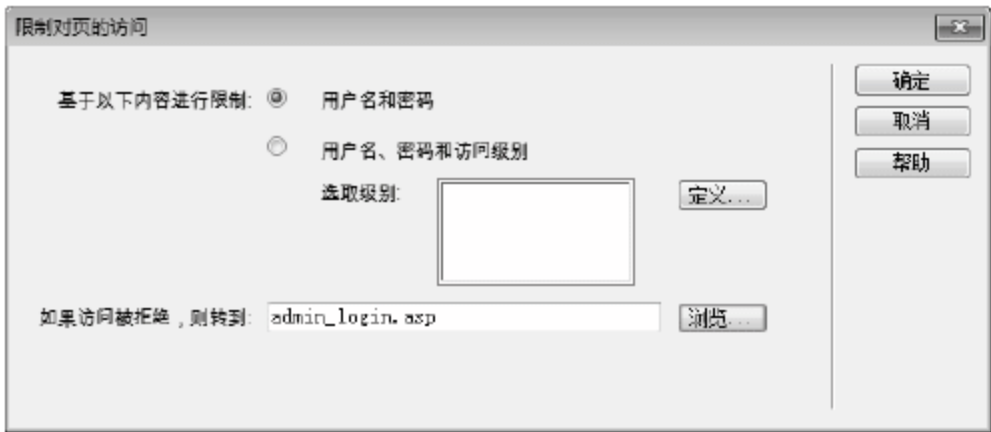 限制对页的访问
基于以下内容进行限制: 用户名和密码
用户名、密码和访问级别
选取级别: 定义...
如果访问被拒绝，则转到: admin_login.asp 浏览...
确定
取消
帮助